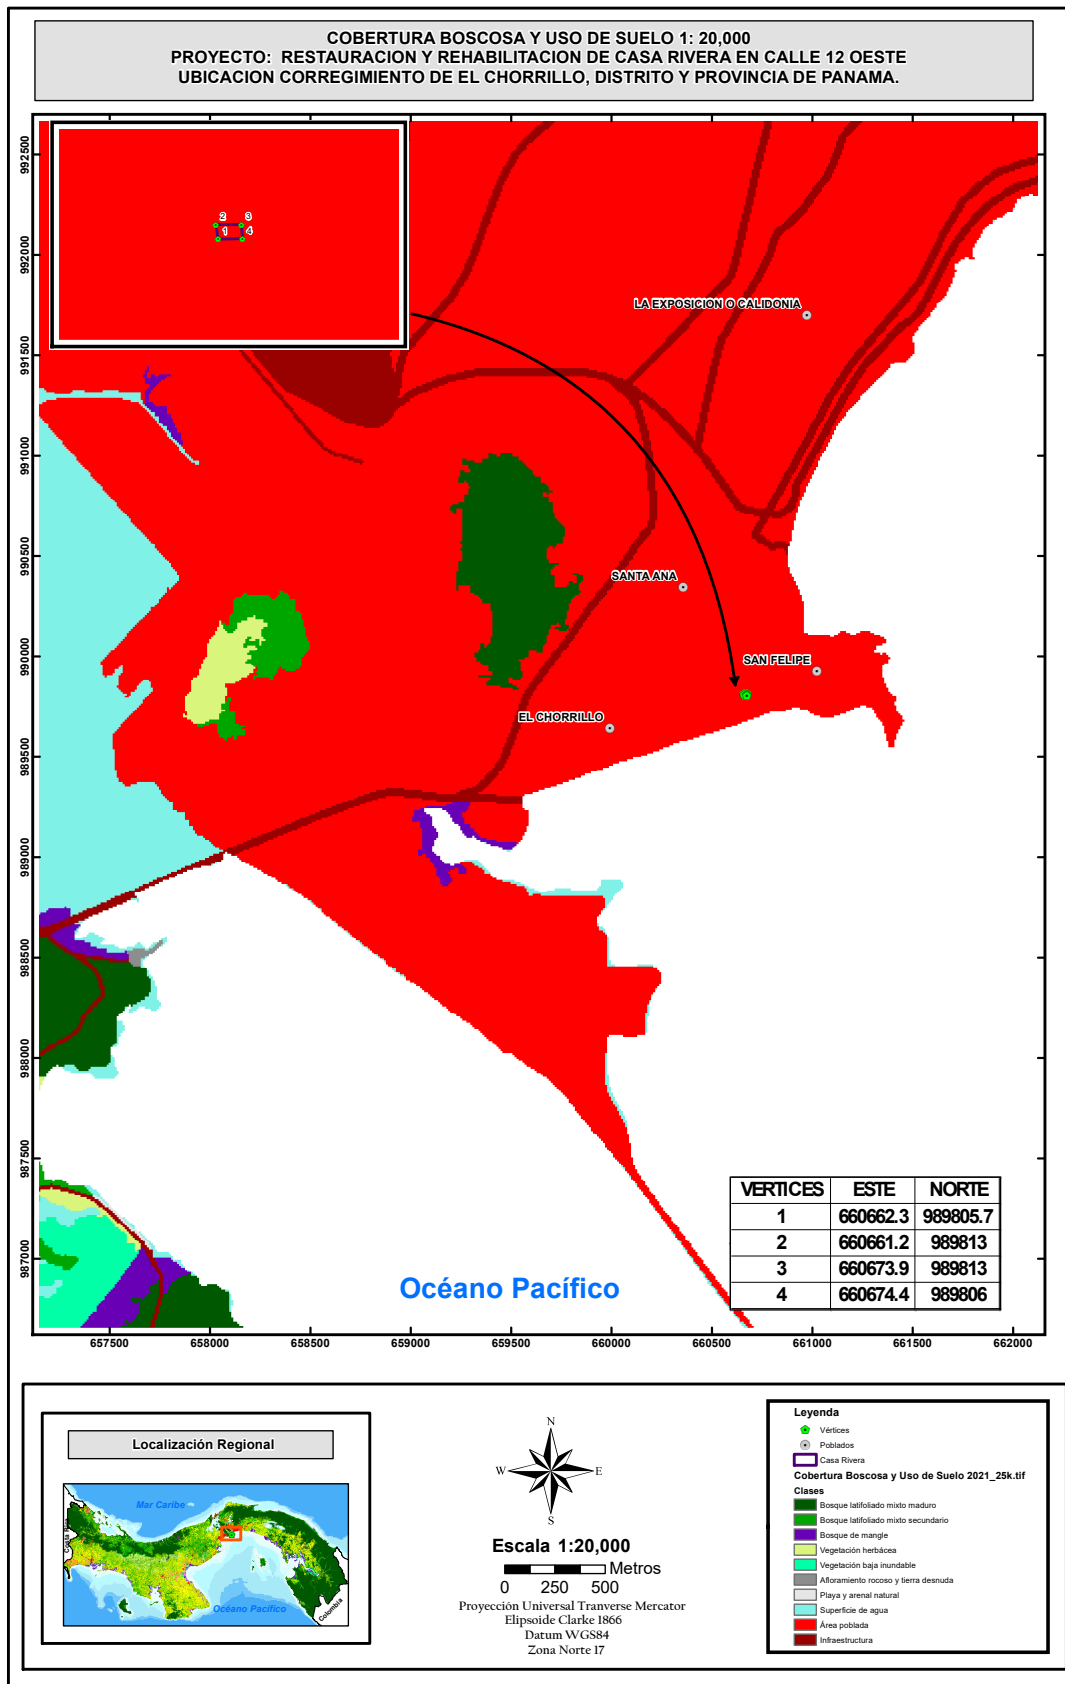 COBERTURA BOSCOSA Y USO DE SUELO 1: 20,000
PROYECTO: RESTAURACION Y REHABILITACION DE CASA RIVERA EN CALLE 12 OESTE
UBICACION CORREGIMIENTO DE EL CHORRILLO, DISTRITO Y PROVINCIA DE PANAMA.
992500
992000
991500
991000
990500
990000
989500
989000
988500
988000
987500
987000
2 3
1 4
LA EXPOSICION O CALIDONIA
SANTA ANA
SAN FELIPE
EL CHORRILLO
Océano Pacífico
VERTICES ESTE NORTE
1 660662.3 989805.7
2 660661.2 989813
3 660673.9 989813
4 660674.4 989806
657500 658000 658500 659000 659500 660000 660500 661000 661500 662000
Localización Regional
Mar Caribe
Costa Rica
Océano Pacífico
Colombia
N
W E
S
Escala 1:20,000
Metros
0 250 500
Proyección Universal Tranverse Mercator
Elipsoide Clarke 1866
Datum WGS84
Zona Norte 17
Leyenda
Vértices
Poblados
Casa Rivera
Cobertura Boscosa y Uso de Suelo 2021_25k.tif
Clases
Bosque latifoliado mixto maduro
Bosque latifoliado mixto secundario
Bosque de mangle
Vegetación herbácea
Vegetación baja inundable
Afloramiento rocoso y tierra desnuda
Playa y arenal natural
Superficie de agua
Área poblada
Infraestructura